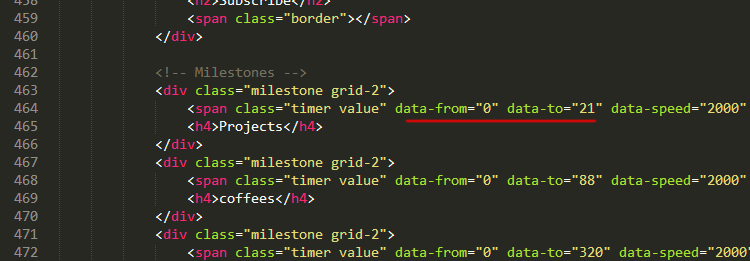 458 <h2>Subscribe</h2>
459 <span class="border"></span>
460 </div>
461
462 <!-- Milestones -->
463 <div class="milestone grid-2">
464 <span class="timer value" data-from="0" data-to="21" data-speed="2000"
465 <h4>Projects</h4>
466 </div>
467 <div class="milestone grid-2">
468 <span class="timer value" data-from="0" data-to="88" data-speed="2000"
469 <h4>coffees</h4>
470 </div>
471 <div class="milestone grid-2">
472 <span class="timer value" data-from="0" data-to="320" data-speed="2000"